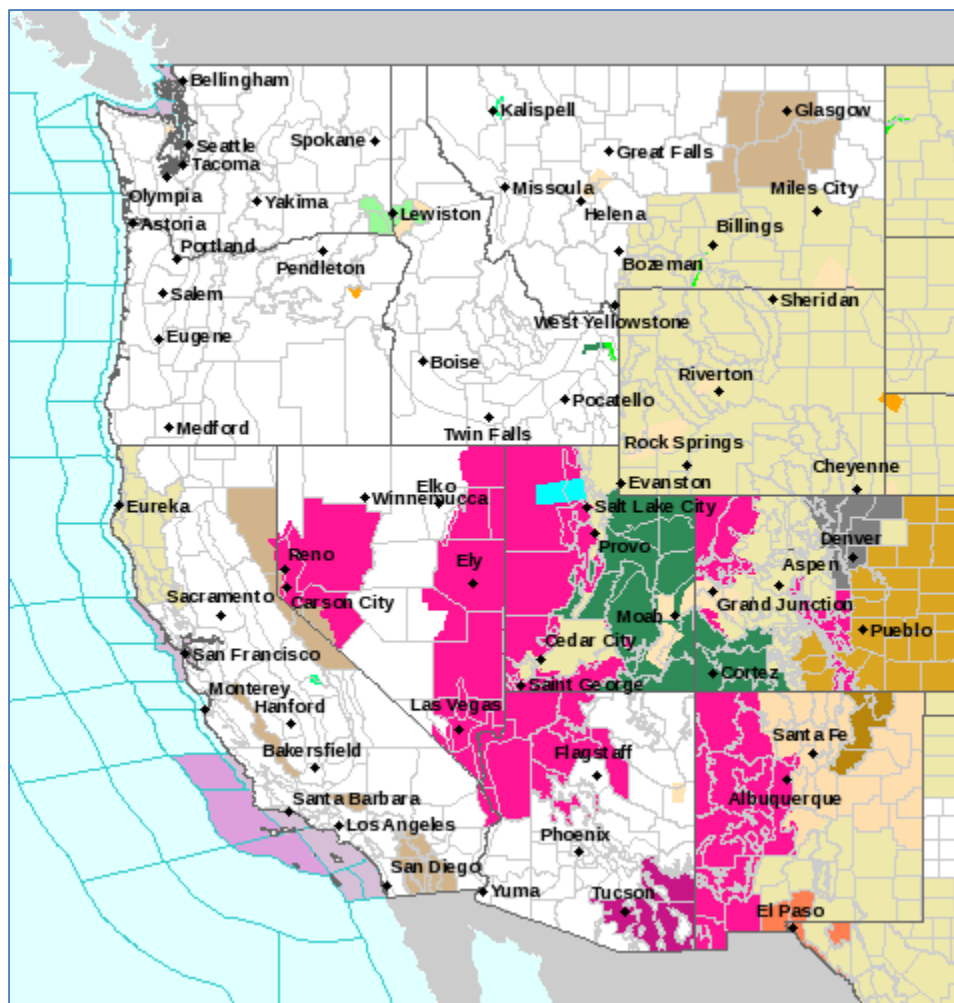 Bellingham
Kalispell
Glasgow
Spokane
Seattle
Great Falls
Tacoma
Missoula
Miles City
Olympia
Yakima
Lewiston
Helena
Astoria
Billings
Portland
Pendleton
Bozeman
Salem
Sheridan
West Yellowstone
Eugene
Boise
Riverton
Pocatello
Medford
Twin Falls
Rock Springs
Cheyenne
Elko
Evanston
Winnemucca
Eureka
Salt Lake City
Provo
Denver
Reno
Ely
Aspen
Carson City
Grand Junction
Sacramento
Moab
Pueblo
Cedar City
San Francisco
Cortez
Saint George
Monterey
Las Vegas
Hanford
Santa Fe
Bakersfield
Flagstaff
Albuquerque
Santa Barbara
Los Angeles
Phoenix
San Diego
Yuma
Tucson
El Paso